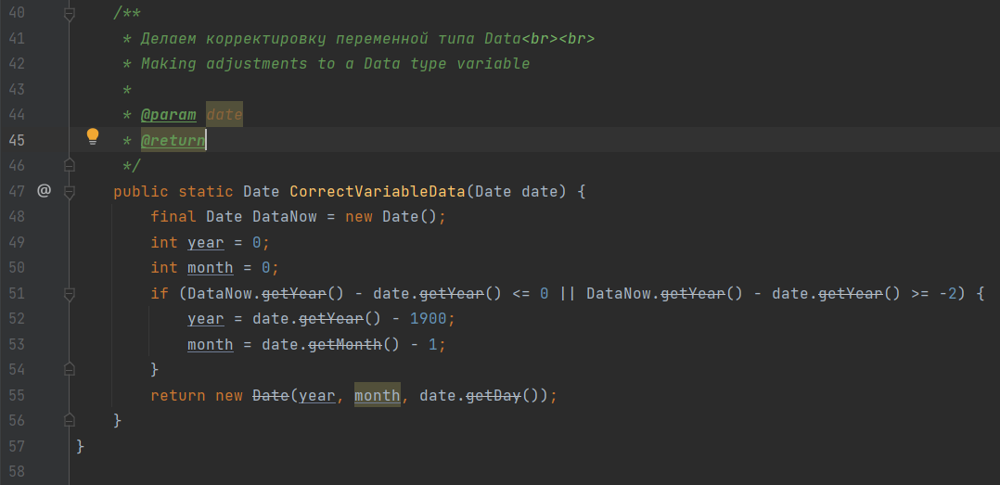 40 /**
41 * Делаем корректировку переменной типа Data<br><br>
42 * Making adjustments to a Data type variable
43 *
44 * @param date
45 * @return
46 */
47 @ public static Date CorrectVariableData(Date date) {
48 final Date DataNow = new Date();
49 int year = 0;
50 int month = 0;
51 if (DataNow.getYear() - date.getYear() <= 0 || DataNow.getYear() - date.getYear() >= -2) {
52 year = date.getYear() - 1900;
53 month = date.getMonth() - 1;
54 }
55 return new Date(year, month, date.getDay());
56 }
57 }
58